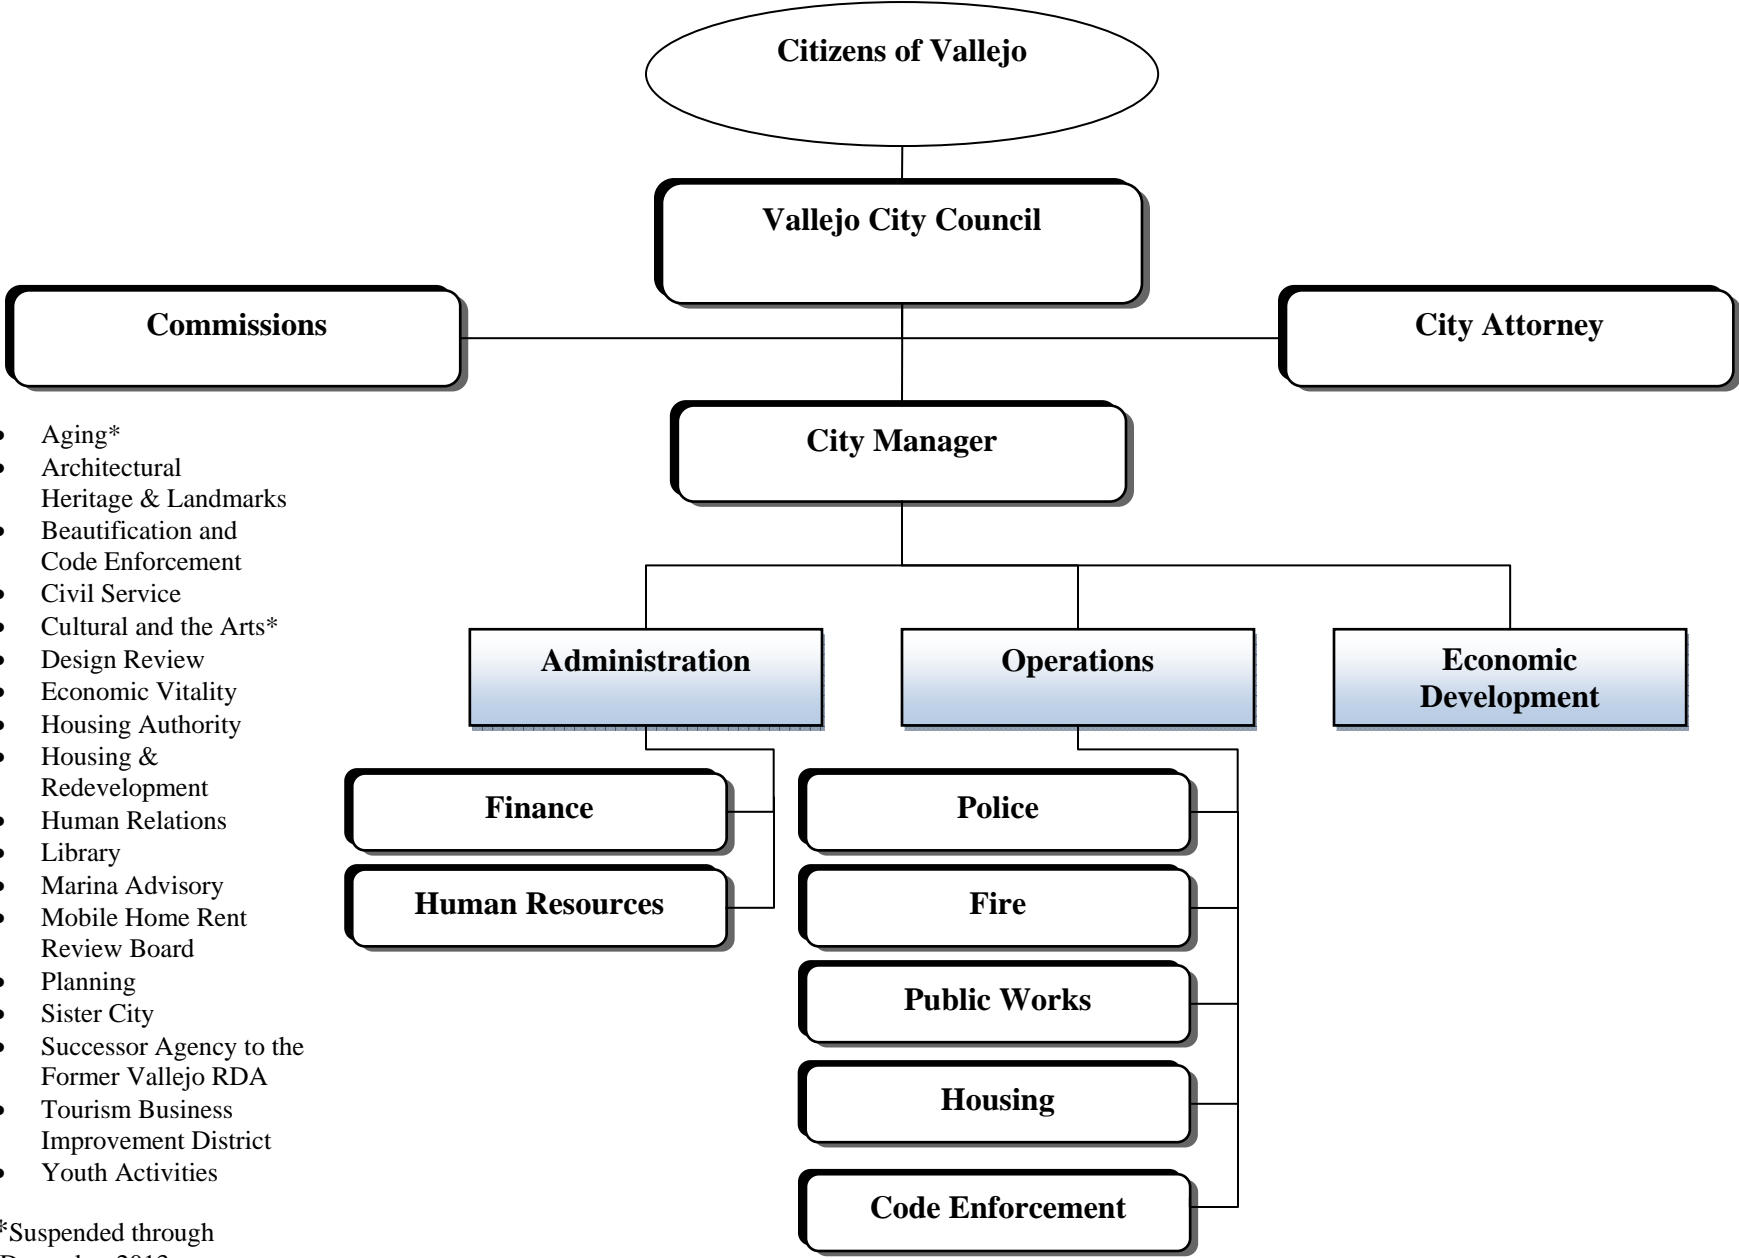 Citizens of Vallejo
Vallejo City Council
Commissions
City Attorney
City Manager
• Aging*
• Architectural
Heritage & Landmarks
• Beautification and
Code Enforcement
• Civil Service
• Cultural and the Arts*
• Design Review
• Economic Vitality
• Housing Authority
• Housing &
Redevelopment
• Human Relations
• Library
• Marina Advisory
• Mobile Home Rent
Review Board
• Planning
• Sister City
• Successor Agency to the
Former Vallejo RDA
• Tourism Business
Improvement District
• Youth Activities
*Suspended through
Administration
Operations
Economic
Development
Finance
Human Resources
Police
Fire
Public Works
Housing
Code Enforcement